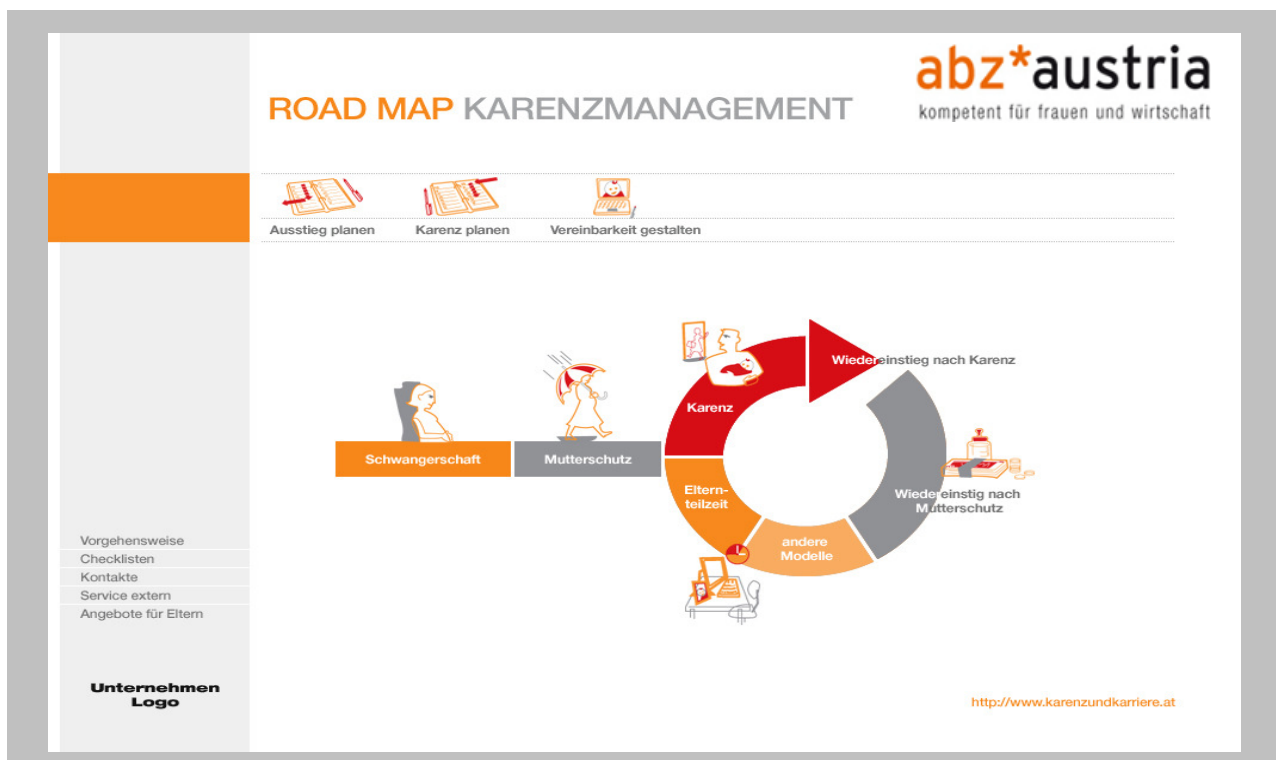 abz*austria
kompetent für frauen und wirtschaft
ROAD MAP KARENZMANAGEMENT
Ausstieg planen
Karenz planen
Vereinbarkeit gestalten
Wiedereinstieg nach Karenz
Karenz
Schwangerschaft
Mutterschutz
Eltern-
teilzeit
Wiedereinstig nach
Mutterschutz
andere
Modelle
Vorgehensweise
Checklisten
Kontakte
Service extern
Angebote für Eltern
Unternehmen
Logo
http://www.karenzundkarriere.at